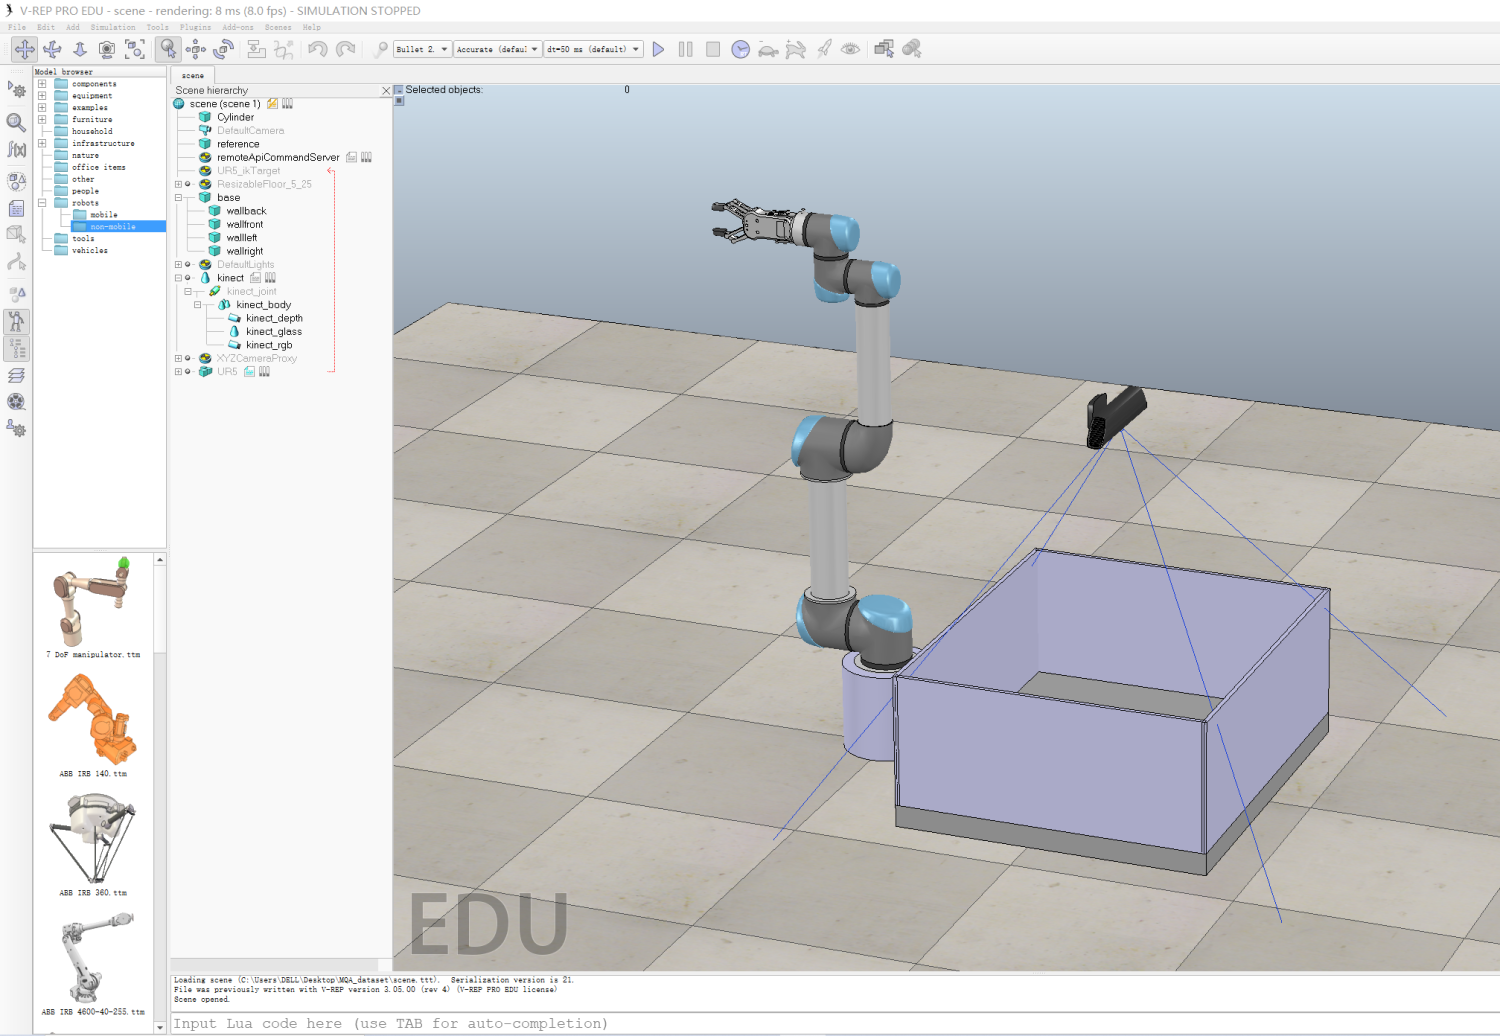 V-REP PRO EDU - scene - rendering: 8 ms (8.0 fps) - SIMULATION STOPPED
File Edit Add Simulation Tools Plugins Add-ons Scenes Help
Bullet 2. Accurate (defau dt=50 ms (default)
Model browser
components
equipment
examples
furniture
household
infrastructure
nature
office items
other
people
robots
mobile
non-mobile
tools
vehicles
7 DoF manipulator.ttm
ABB IRB 140.ttm
ABB IRB 360.ttm
ABB IRB 4600-40-255.ttm
scene
Scene hierarchy
scene (scene 1)
Cylinder
DefaultCamera
reference
remoteApiCommandServer
UR5_ikTarget
ResizableFloor_5_25
base
wallback
wallfront
wallleft
wallright
DefaultLights
kinect
kinect_joint
kinect_body
kinect_depth
kinect_glass
kinect_rgb
XYZCameraProxy
UR5
Selected objects: 0
EDU
Loading scene (C:\Users\DELL\Desktop\MQA_dataset\scene.ttt). Serialization version is 21.
File was previously written with V-REP version 3.05.00 (rev 4) (V-REP PRO EDU license)
Scene opened.
Input Lua code here (use TAB for auto-completion)